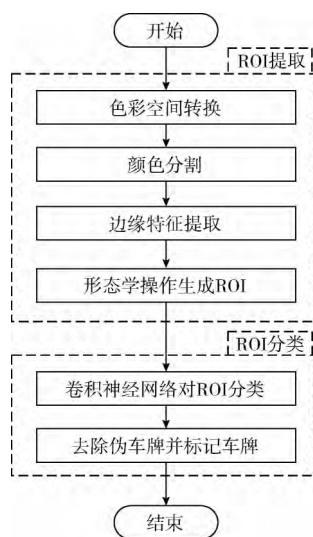 开始
ROI提取
色彩空间转换
颜色分割
边缘特征提取
形态学操作生成ROI
ROI分类
卷积神经网络对ROI分类
去除伪车牌并标记车牌
结束